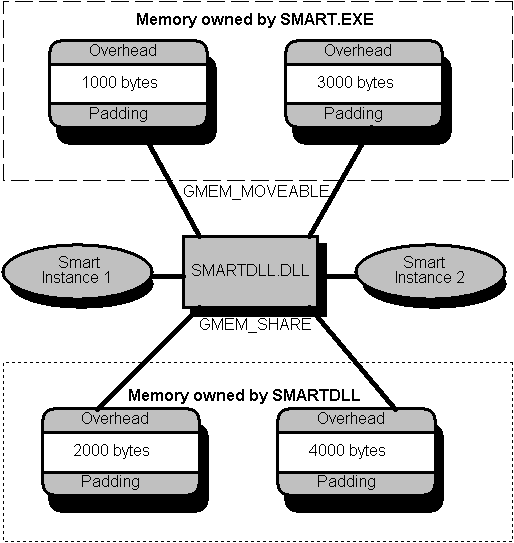 Memory owned by SMART.EXE
Overhead
1000 bytes
Padding
Overhead
3000 bytes
Padding
GMEM_MOVEABLE
Smart
Instance 1
SMARTDLL.DLL
Smart
Instance 2
GMEM_SHARE
Memory owned by SMARTDLL
Overhead
2000 bytes
Padding
Overhead
4000 bytes
Padding